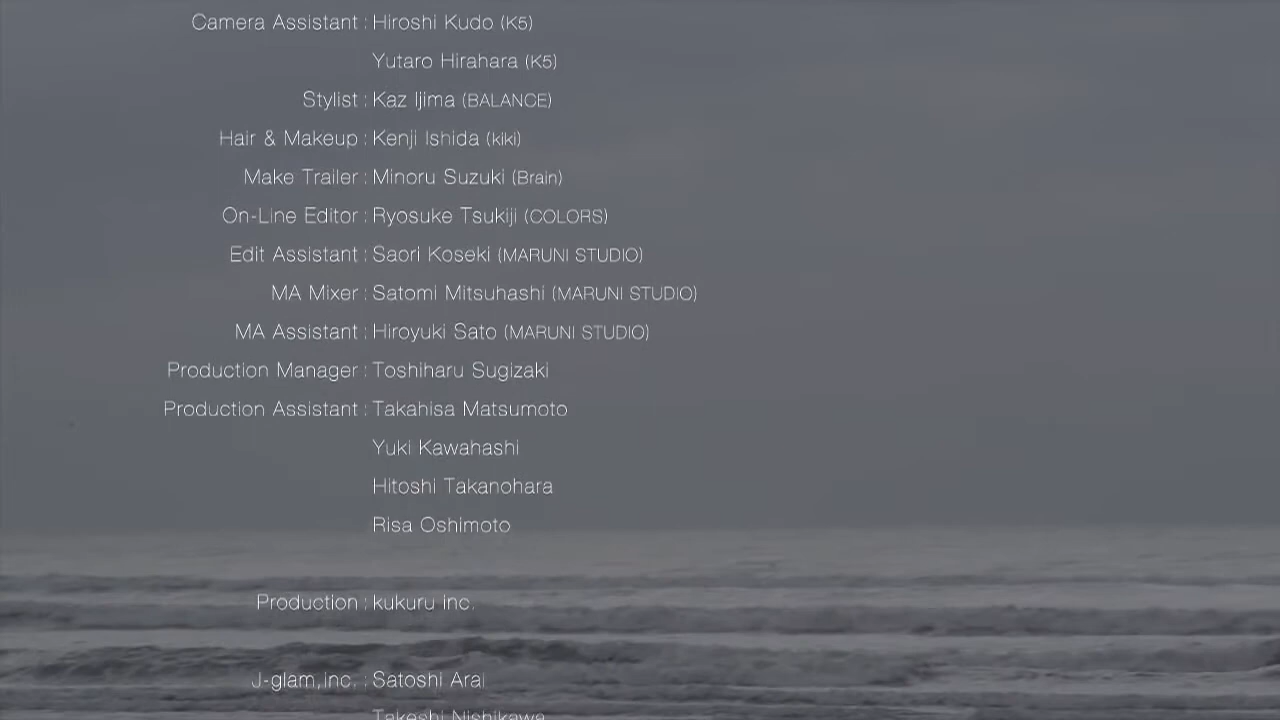 Camera Assistant : Hiroshi Kudo (K5)
Yutaro Hirahara (K5)
Stylist : Kaz Ijima (BALANCE)
Hair & Makeup : Kenji Ishida (kiki)
Make Trailer : Minoru Suzuki (Brain)
On-Line Editor : Ryosuke Tsukiji (COLORS)
Edit Assistant : Saori Koseki (MARUNI STUDIO)
MA Mixer : Satomi Mitsuhashi (MARUNI STUDIO)
MA Assistant : Hiroyuki Sato (MARUNI STUDIO)
Production Manager : Toshiharu Sugizaki
Production Assistant : Takahisa Matsumoto
Yuki Kawahashi
Hitoshi Takanohara
Risa Oshimoto
Production : kukuru inc.
J-glam,inc. : Satoshi Arai
Takeshi Nishikawa